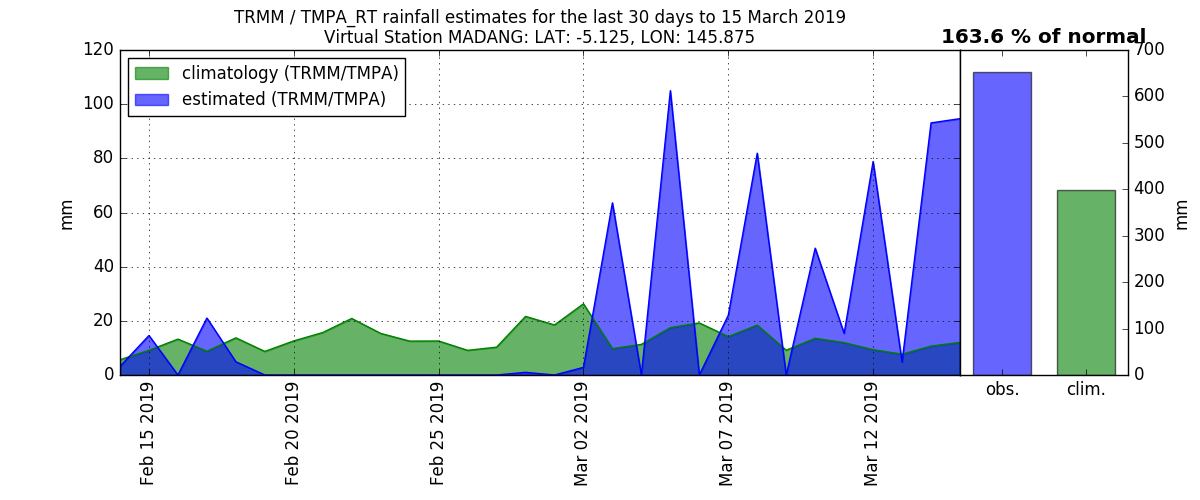 TRMM / TMPA_RT rainfall estimates for the last 30 days to 15 March 2019
Virtual Station MADANG: LAT: -5.125, LON: 145.875
163.6 % of normal
climatology (TRMM/TMPA)
estimated (TRMM/TMPA)
mm
120
100
80
60
40
20
0
Feb 15 2019
Feb 20 2019
Feb 25 2019
Mar 02 2019
Mar 07 2019
Mar 12 2019
700
600
500
400
300
200
100
0
mm
obs.
clim.